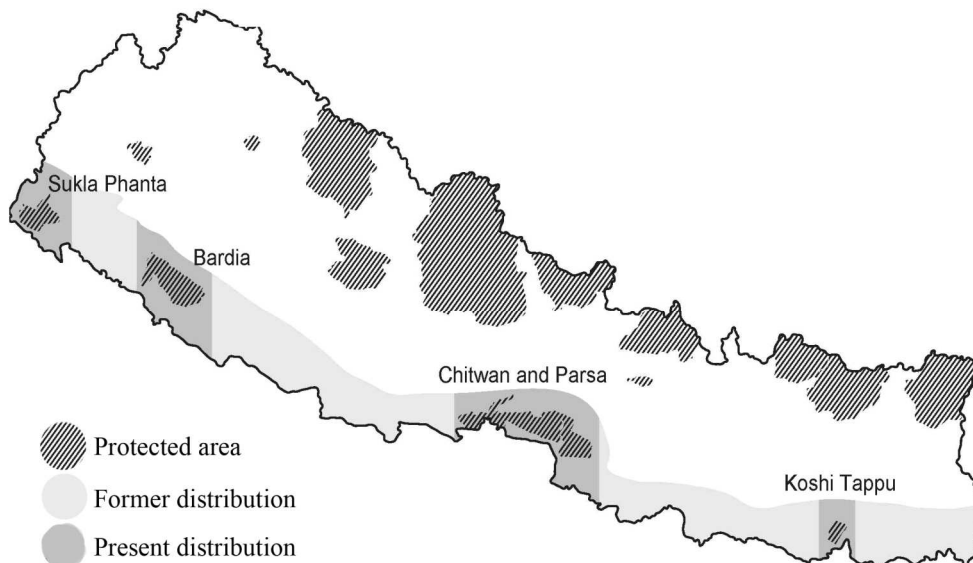 Sukla Phanta
Bardia
Chitwan and Parsa
Koshi Tappu
Protected area
Former distribution
Present distribution